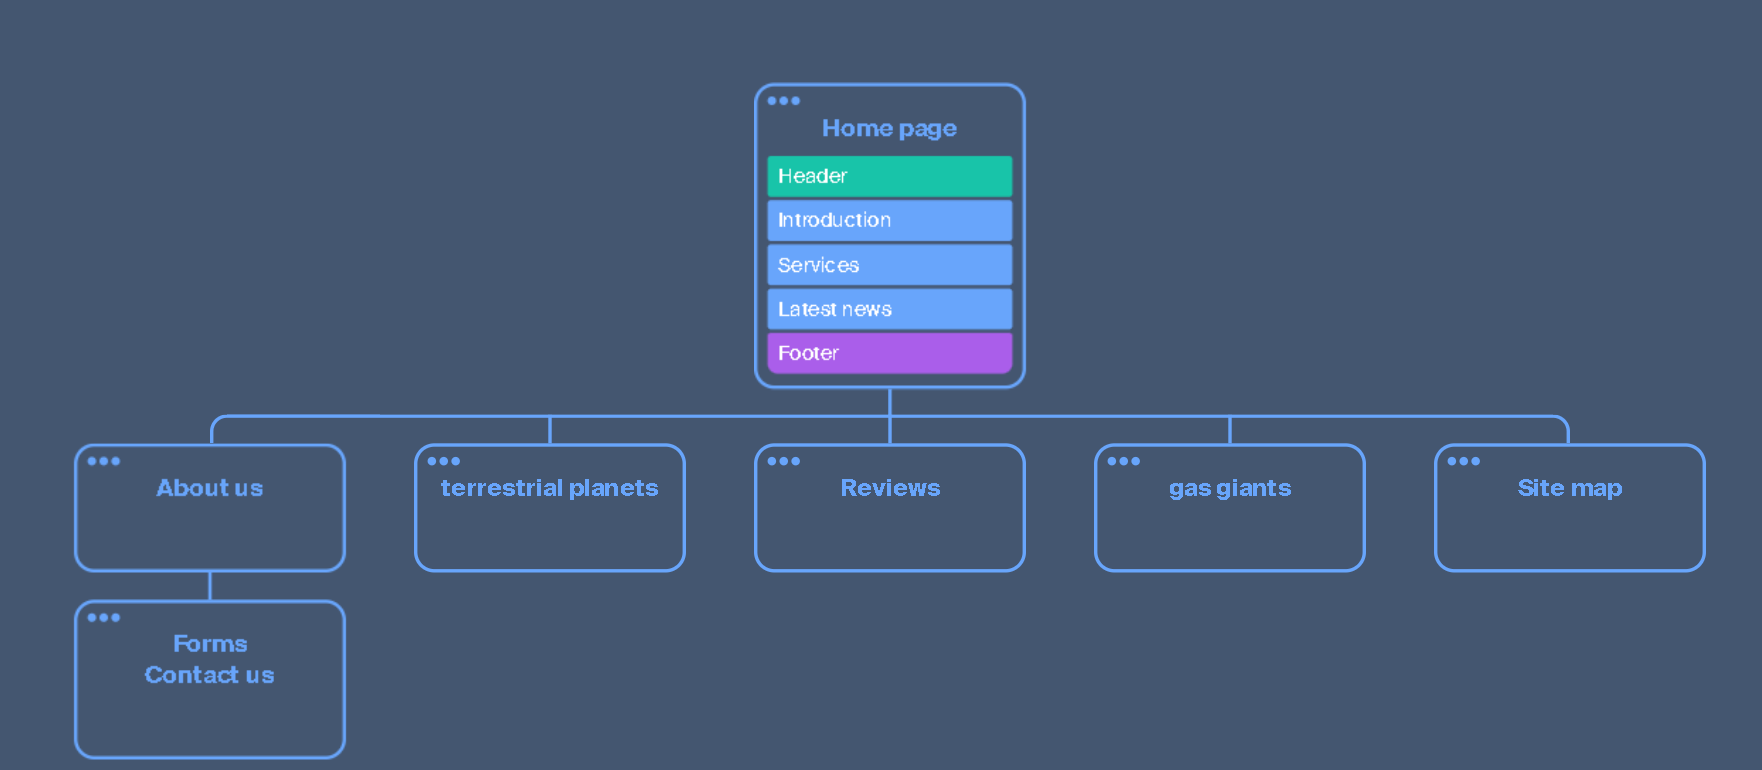 Home page
Header
Introduction
Services
Latest news
Footer
About us
terrestrial planets
Reviews
gas giants
Site map
Forms
Contact us